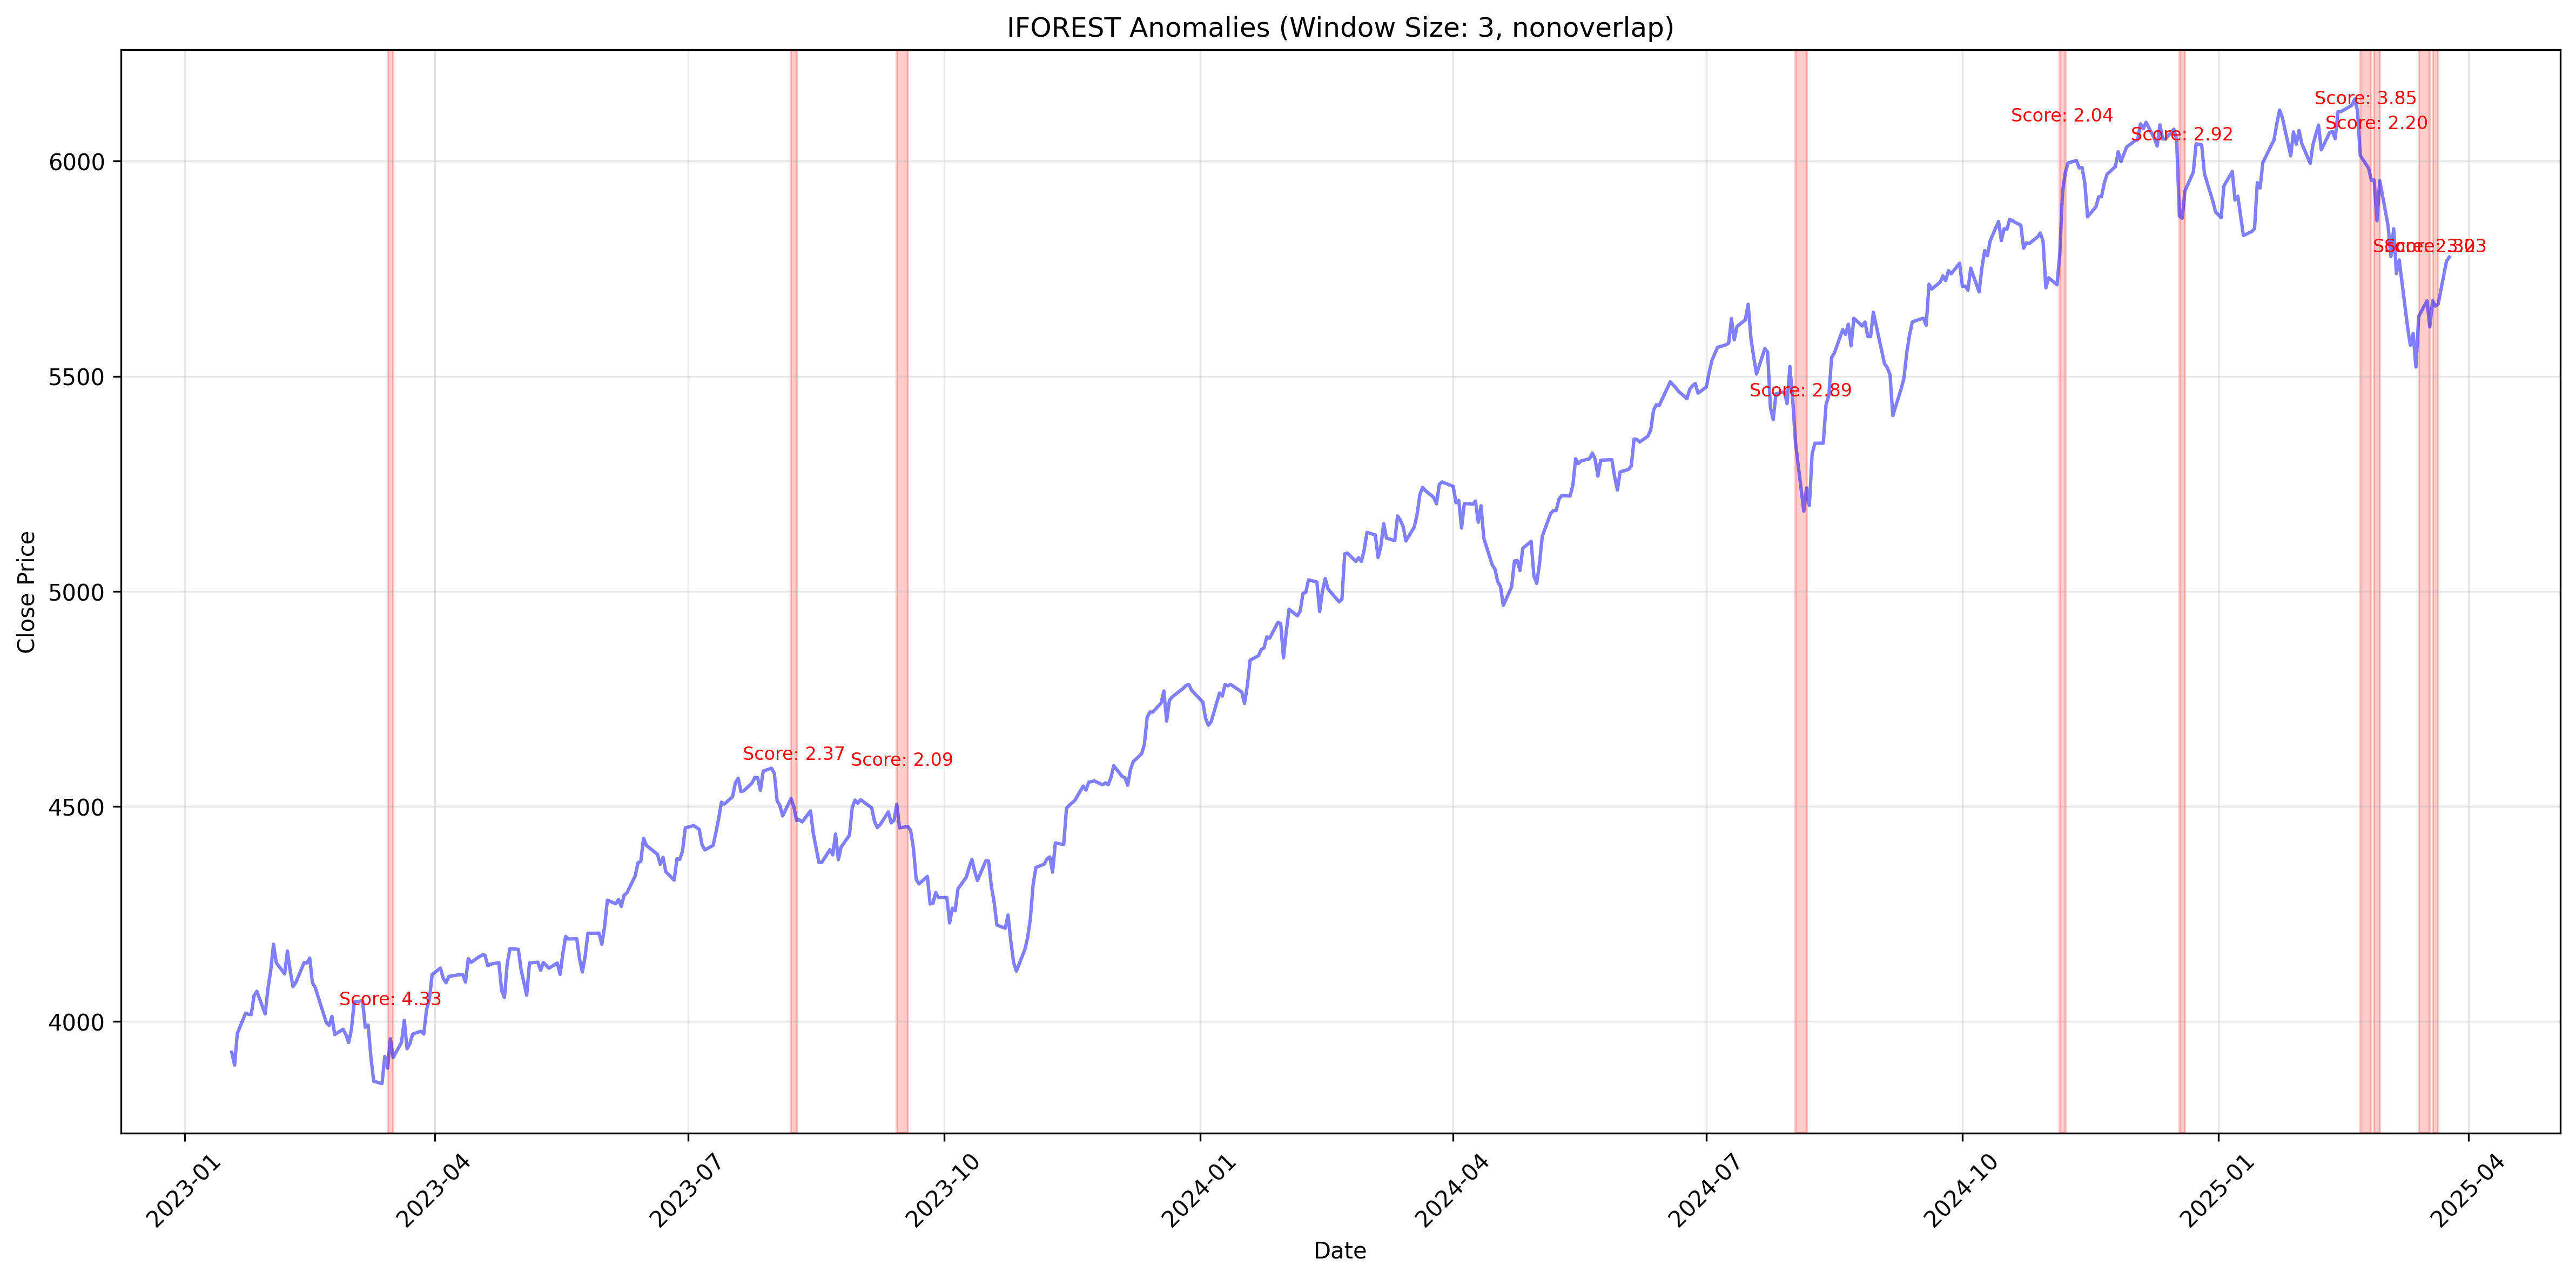 IFOREST Anomalies (Window Size: 3, nonoverlap)
Close Price
6000
5500
5000
4500
4000
Score: 4.33
Score: 2.37
Score: 2.09
Score: 2.89
Score: 2.04
Score: 2.92
Score: 3.85
Score: 2.20
2023-01
2023-04
2023-07
2023-10
2024-01
2024-04
2024-07
2024-10
2025-01
2025-04
Date